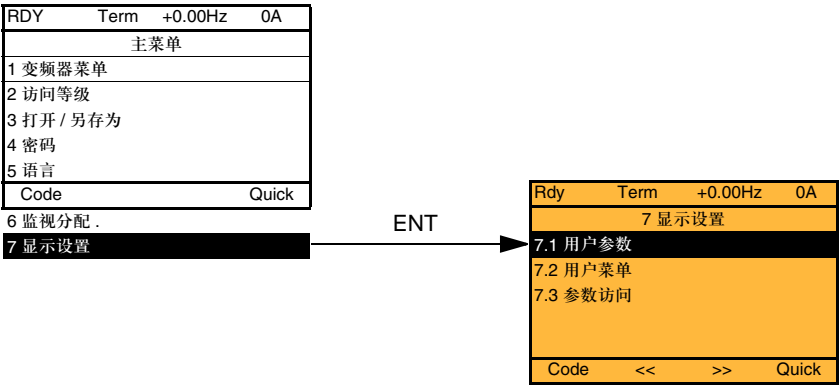 RDY Term +0.00Hz 0A
主菜单
1 变频器菜单
2 访问等级
3 打开 / 另存为
4 密码
5 语言
Code Quick
6 监视分配 .
7 显示设置
ENT
Rdy Term +0.00Hz 0A
7 显示设置
7.1 用户参数
7.2 用户菜单
7.3 参数访问
Code << >> Quick